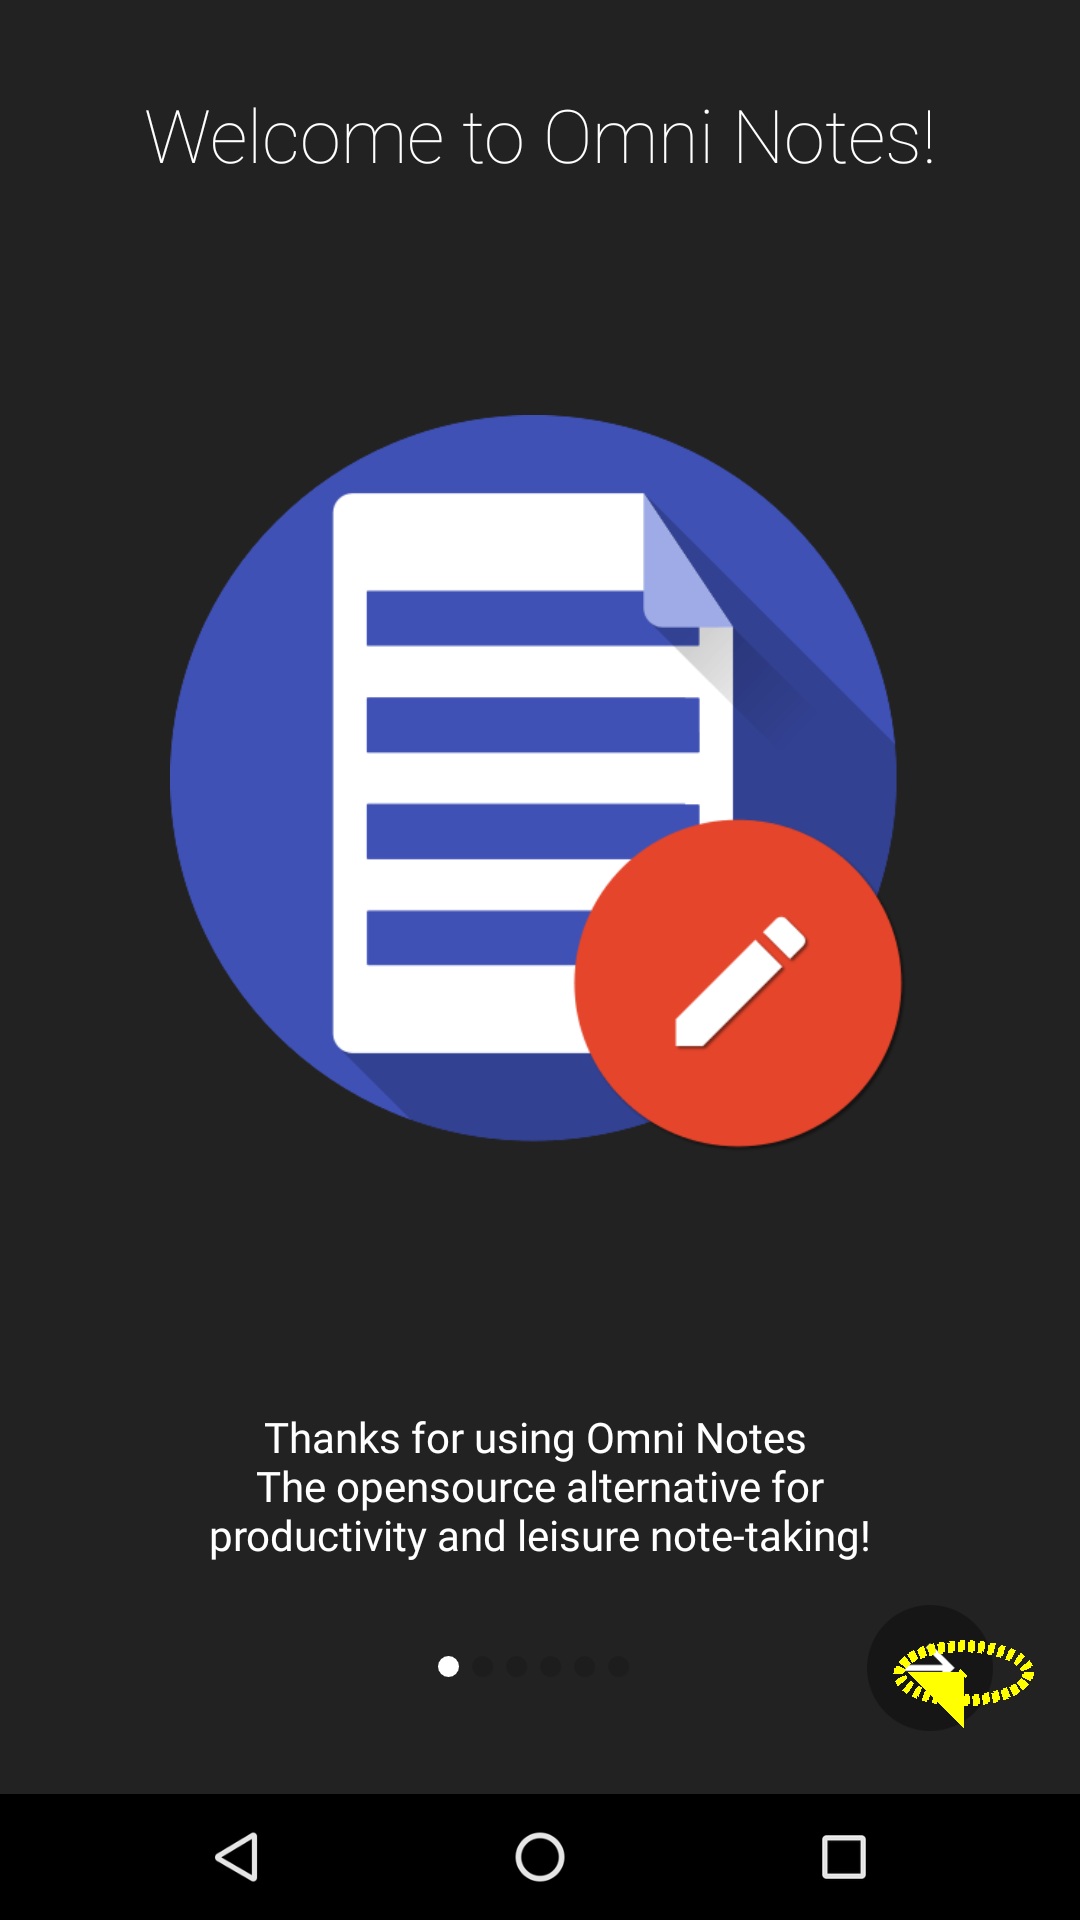 Welcome to Omni Notes!
Thanks for using Omni Notes
The opensource alternative for
productivity and leisure note-taking!